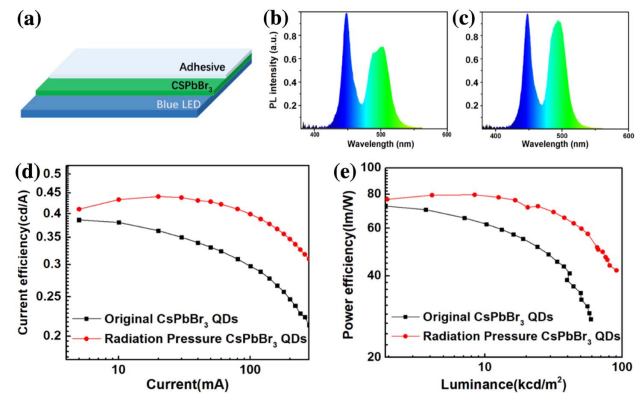 (a)
Adhesive
CSPbBr3
Blue LED
(b)
PL intensity (a.u.)
0.8
0.6
0.4
0.2
400 500 600
Wavelength (nm)
(c)
0.8
0.6
0.4
0.2
400 500 600
Wavelength (nm)
(d)
Current efficiency(cd/A)
0.5
0.45
0.4
0.35
0.3
0.25
0.2
Original CsPbBr3 QDs
Radiation Pressure CsPbBr3 QDs
10 100
Current(mA)
(e)
Power efficiency(lm/W)
100
80
60
40
20
Original CsPbBr3 QDs
Radiation Pressure CsPbBr3 QDs
10 100
Luminance(kcd/m2)